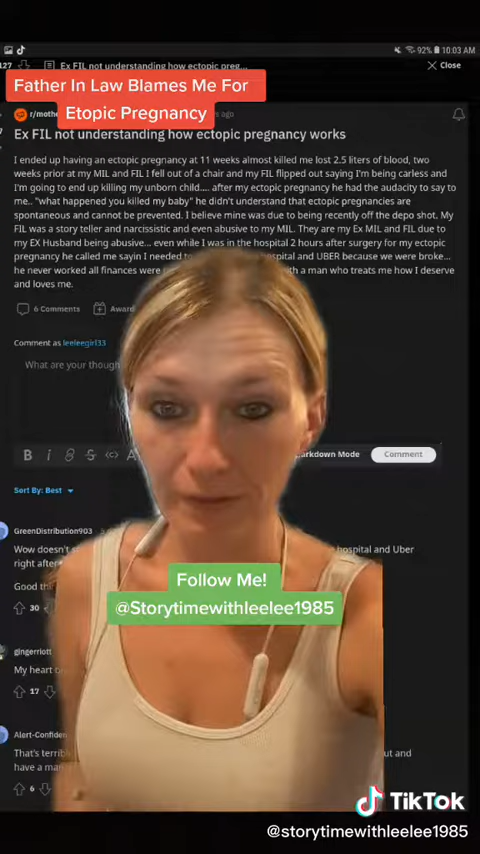 127
92% 10:03 AM
Ex FIL not understanding how ectopic preg...
Close
Father In Law Blames Me For
Etopic Pregnancy
r/moth
s ago
Ex FIL not understanding how ectopic pregnancy works
I ended up having an ectopic pregnancy at 11 weeks almost killed me lost 2.5 liters of blood, two
weeks prior at my MIL and FIL I fell out of a chair and my FIL flipped out saying I'm being carless and
I'm going to end up killing my unborn child.... after my ectopic pregnancy he had the audacity to say to
me.. "what happened you killed my baby" he didn't understand that ectopic pregnancies are
spontaneous and cannot be prevented. I believe mine was due to being recently off the depo shot. My
FIL was a story teller and narcissistic and even abusive to my MIL. They are my Ex MIL and FIL due to
my EX Husband being abusive... even while I was in the hospital 2 hours after surgery for my ectopic
pregnancy he called me sayin I needed to hospital and UBER because we were broke...
he never worked all finances were with a man who treats me how I deserve
and loves me.
6 Comments
Award
Comment as leeleegirl33
What are your though
B i S <c> A
arkdown Mode
Comment
Sort By: Best
GreenDistribution903
Wow doesn't hospital and Uber
right after
Good thi
30
gingerriott
My heart
17
Alert-Confiden
That's terrib ut and
have a ma
6
Follow Me!
@Storytimewithleelee1985
TikTok
@storytimewithleelee1985